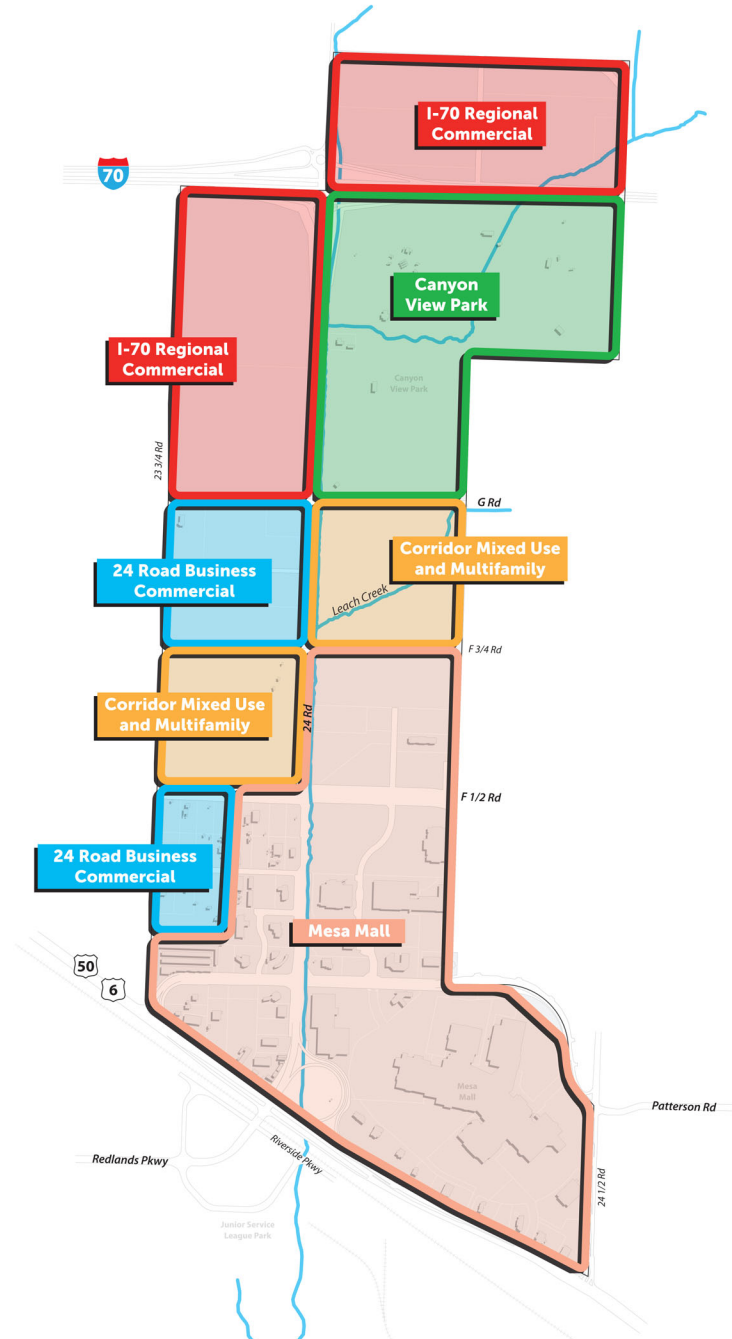 I-70 Regional
Commercial
70
Canyon
View Park
I-70 Regional
Commercial
Canyon
View Park
23 3/4 Rd
G Rd
Corridor Mixed Use
and Multifamily
24 Road Business
Commercial
Leach Creek
F 3/4 Rd
Corridor Mixed Use
and Multifamily
24 Rd
F 1/2 Rd
24 Road Business
Commercial
Mesa Mall
50
6
Mesa
Mall
Patterson Rd
Riverside Pkwy
Redlands Pkwy
24 1/2 Rd
Junior Service
League Park